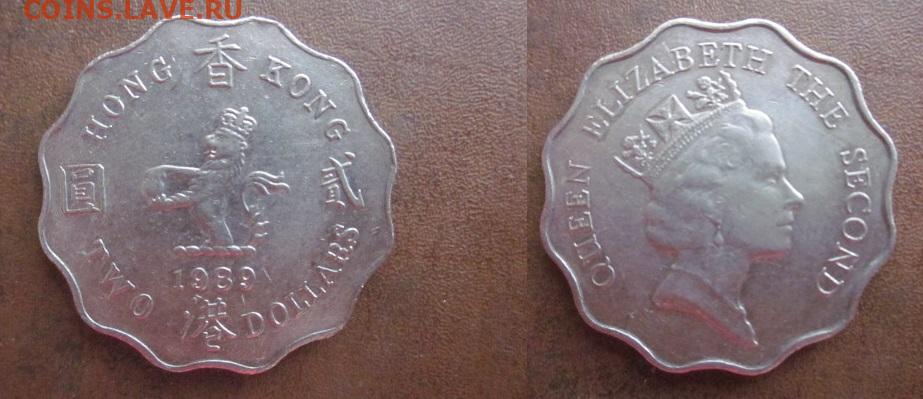 COINS.LAVE.RU
HONG 香 KONG
圓 貳
1989
TWO 港 DOLLARS
QUEEN ELIZABETH THE SECOND